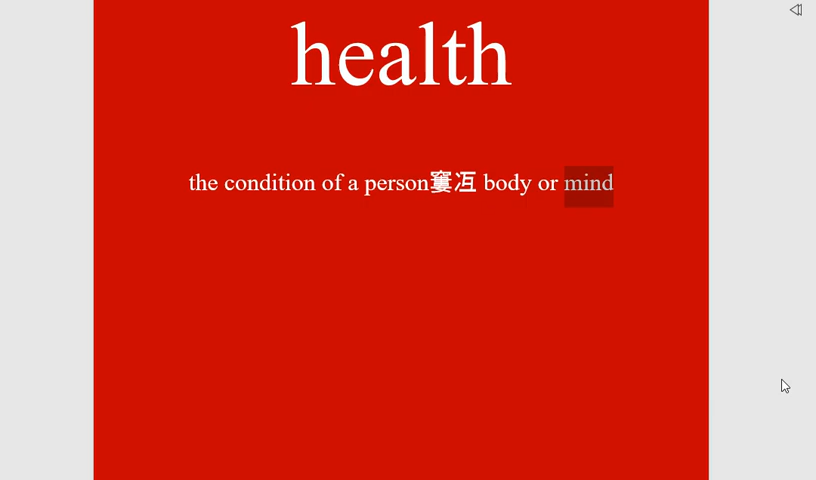 health
the condition of a person窶冱 body or mind